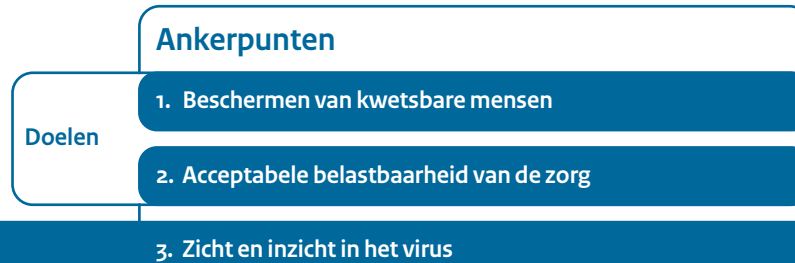 Ankerpunten
1. Beschermen van kwetsbare mensen
Doelen
2. Acceptabele belastbaarheid van de zorg
3. Zicht en inzicht in het virus